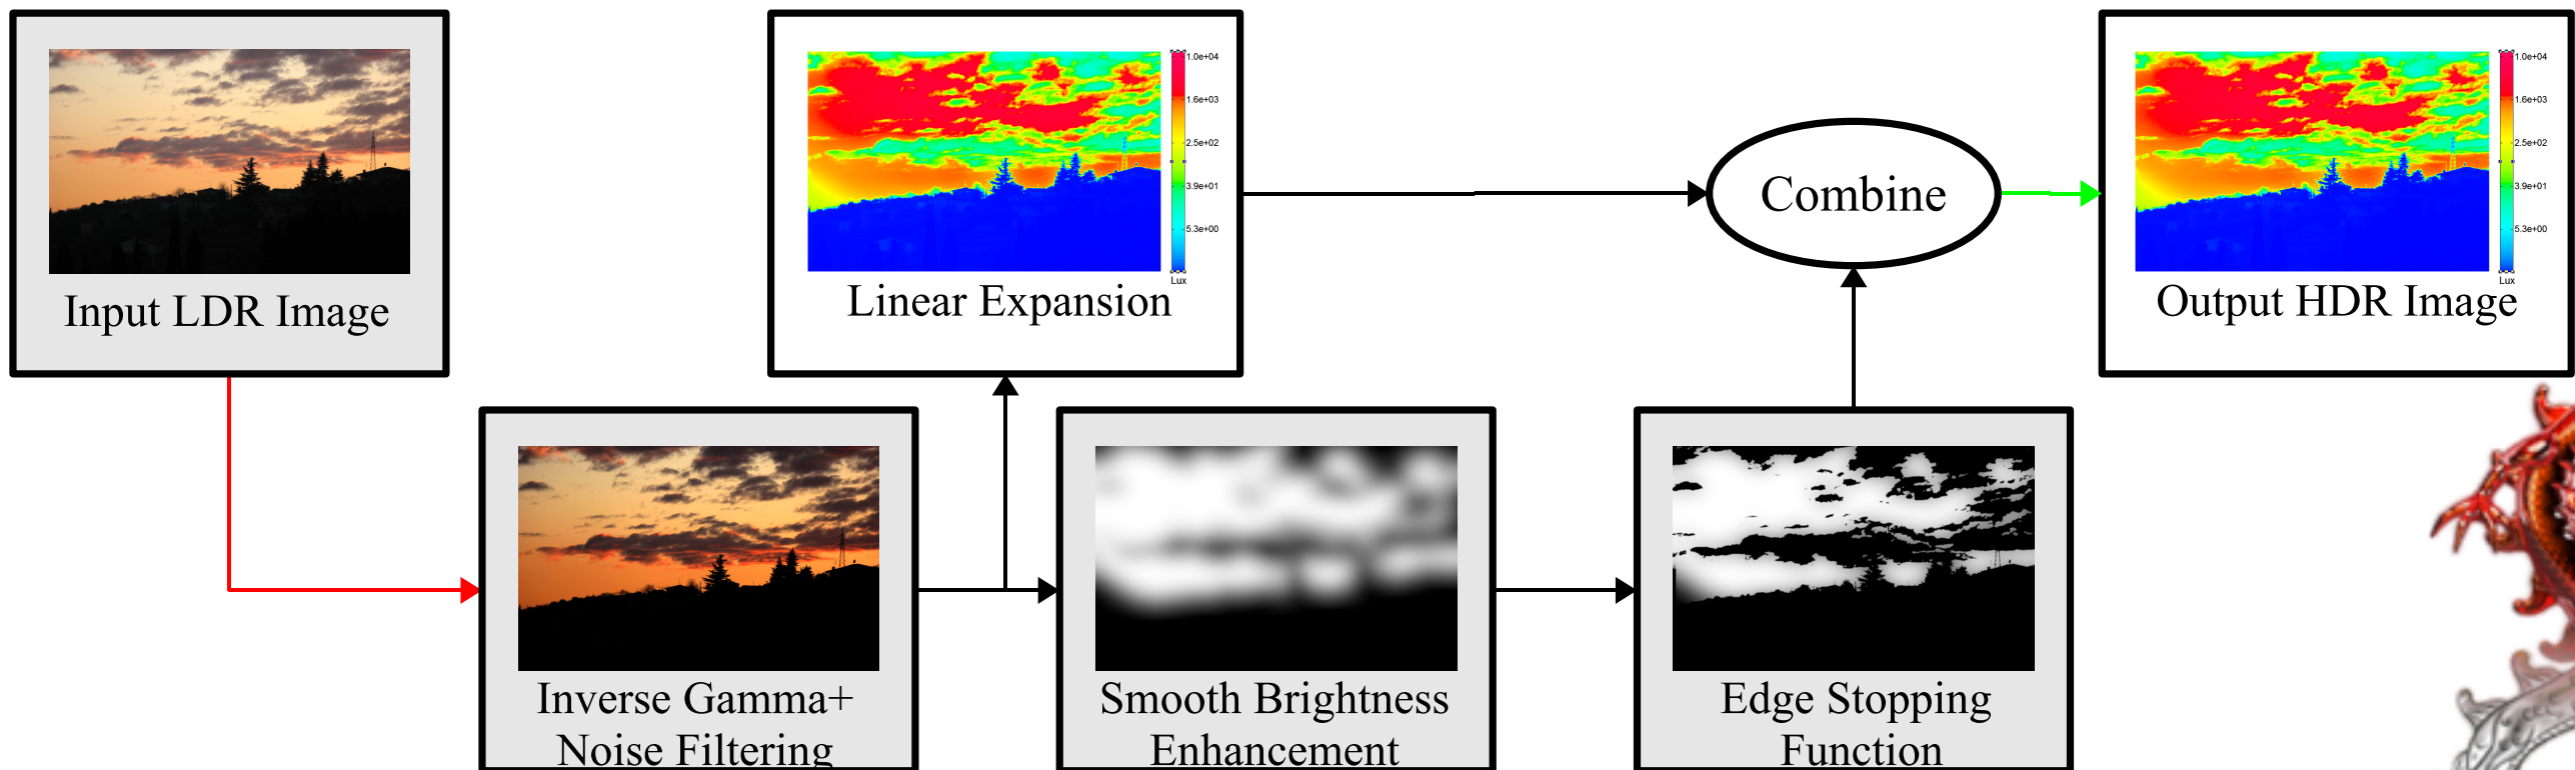 Input LDR Image
1.0e+04
1.6e+03
2.5e+02
3.9e+01
5.3e+00
Lux
Linear Expansion
Combine
1.0e+04
1.6e+03
2.5e+02
3.9e+01
5.3e+00
Lux
Output HDR Image
Inverse Gamma+
Noise Filtering
Smooth Brightness
Enhancement
Edge Stopping
Function